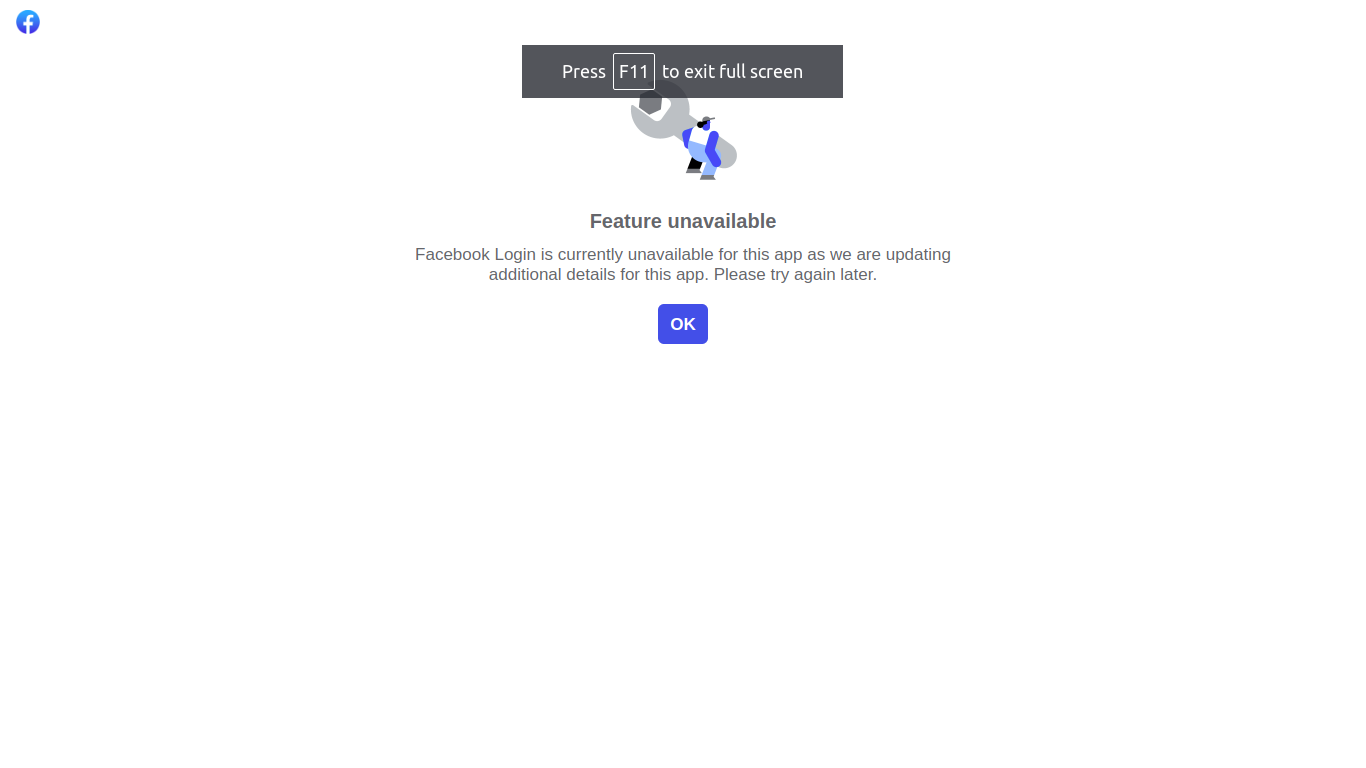 Press F11 to exit full screen
Feature unavailable
Facebook Login is currently unavailable for this app as we are updating
additional details for this app. Please try again later.
OK